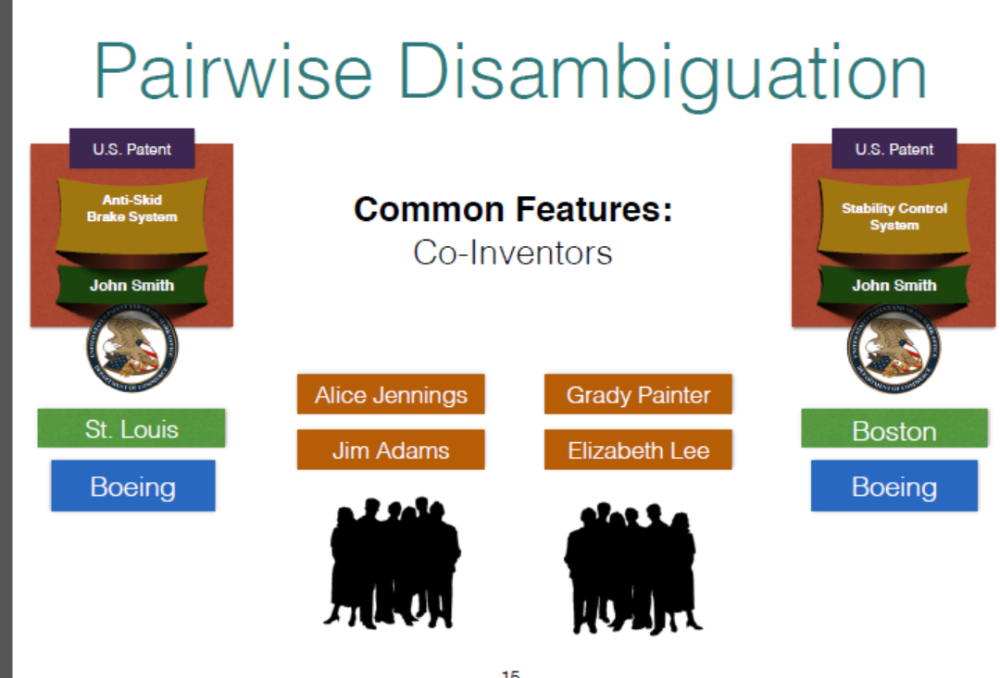 Pairwise Disambiguation
U.S. Patent
Anti-Skid
Brake System
John Smith
St. Louis
Boeing
Common Features:
Co-Inventors
Alice Jennings
Jim Adams
Grady Painter
Elizabeth Lee
U.S. Patent
Stability Control
System
John Smith
Boston
Boeing
15